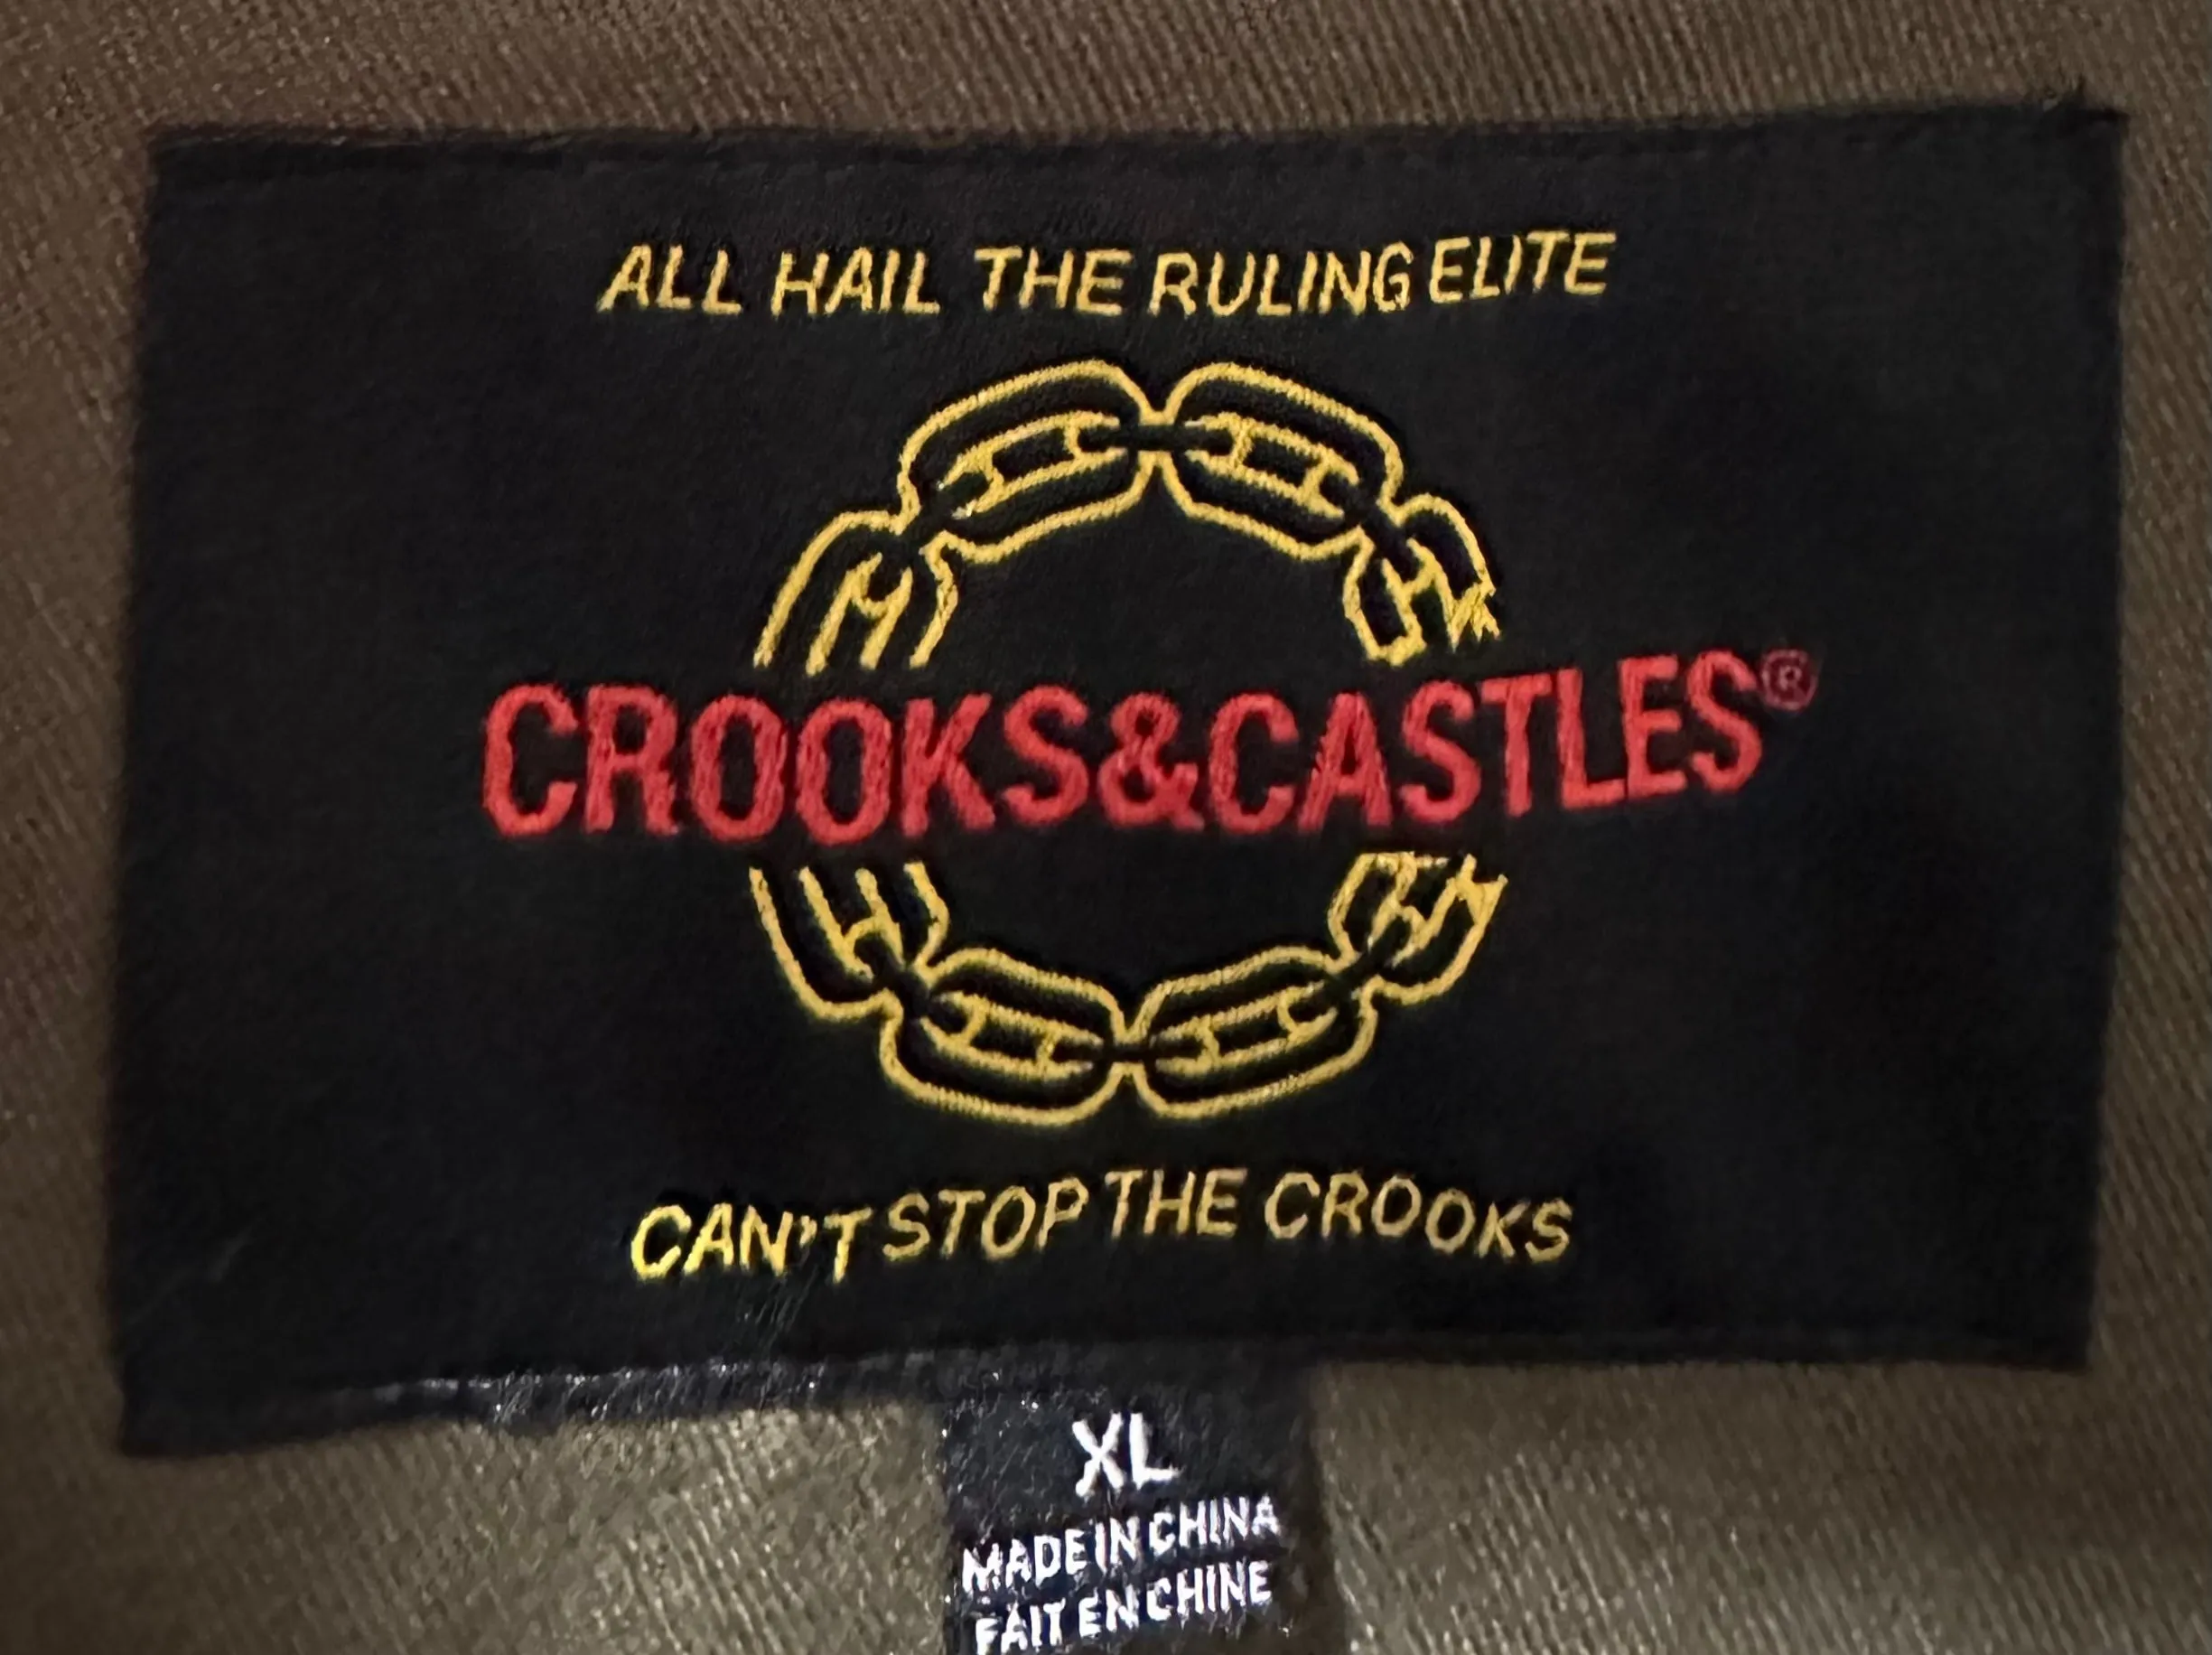 ALL HAIL THE RULING ELITE
CROOKS&CASTLES®
CAN'T STOP THE CROOKS
XL
MADE IN CHINA
FAIT EN CHINE